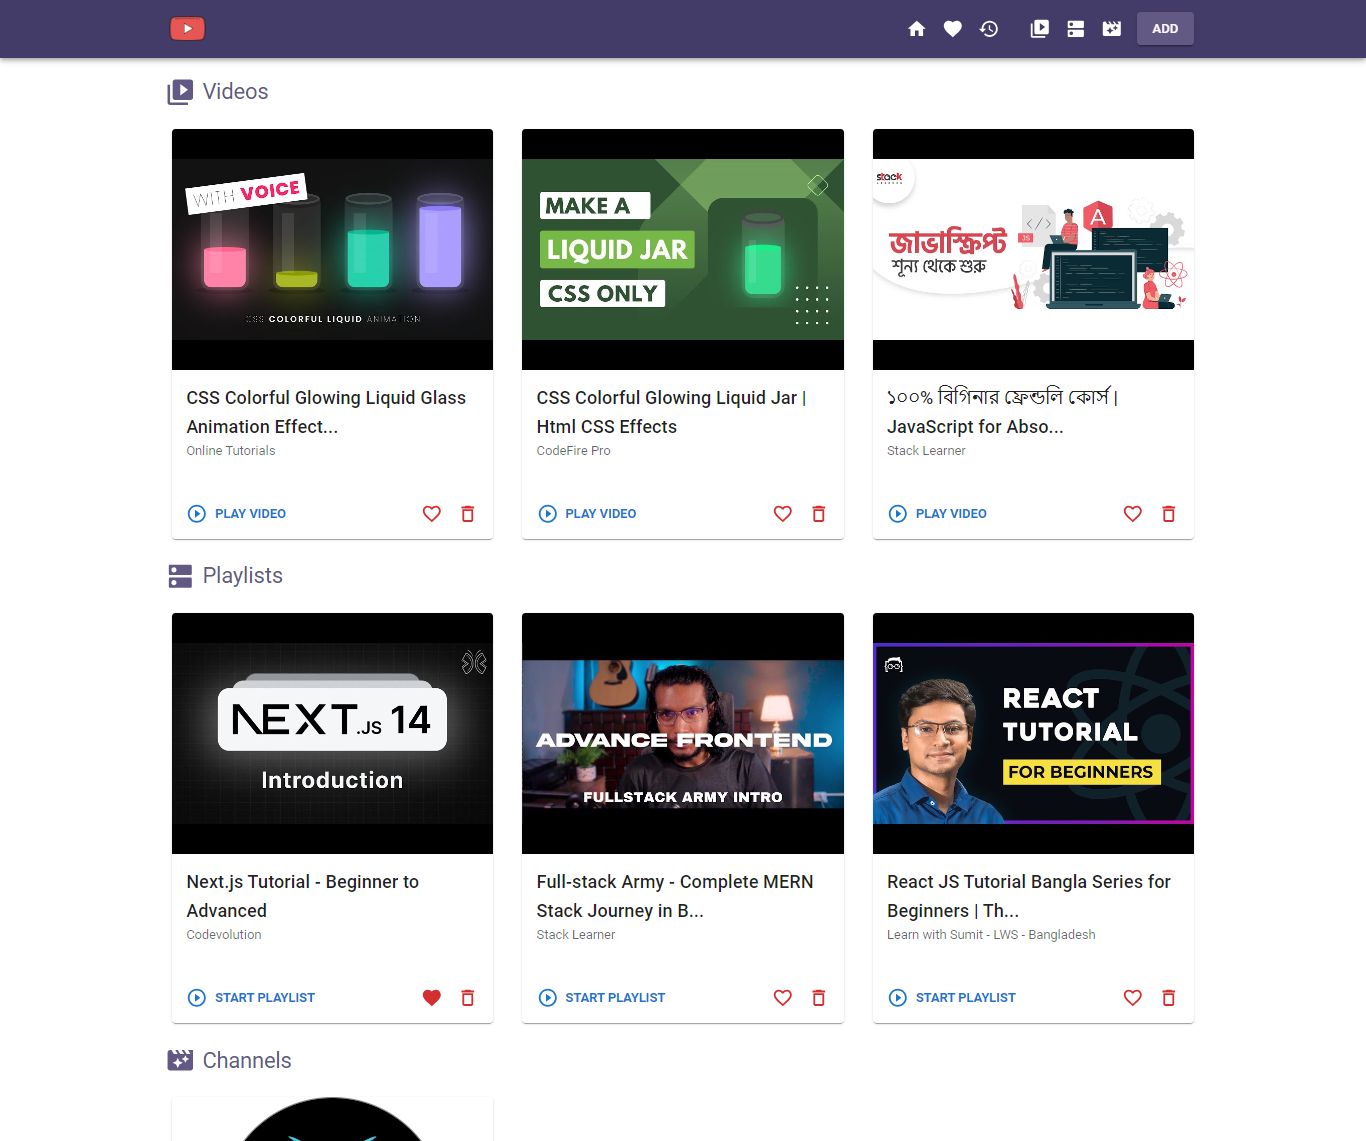 ADD
Videos
WITH VOICE
CSS COLORFUL LIQUID ANIMATION
MAKE A
LIQUID JAR
CSS ONLY
stack
LEARNER
</>
JS
A
জাভাস্ক্রিপ্ট
শূন্য থেকে শুরু
CSS Colorful Glowing Liquid Glass
Animation Effect...
Online Tutorials
CSS Colorful Glowing Liquid Jar |
Html CSS Effects
CodeFire Pro
১০০% বিগিনার ফ্রেন্ডলি কোর্স |
JavaScript for Abso...
Stack Learner
PLAY VIDEO
PLAY VIDEO
PLAY VIDEO
Playlists
NEXT.JS 14
Introduction
ADVANCE FRONTEND
FULLSTACK ARMY INTRO
REACT
TUTORIAL
FOR BEGINNERS
Next.js Tutorial - Beginner to
Advanced
Codevolution
Full-stack Army - Complete MERN
Stack Journey in B...
Stack Learner
React JS Tutorial Bangla Series for
Beginners | Th...
Learn with Sumit - LWS - Bangladesh
START PLAYLIST
START PLAYLIST
START PLAYLIST
Channels